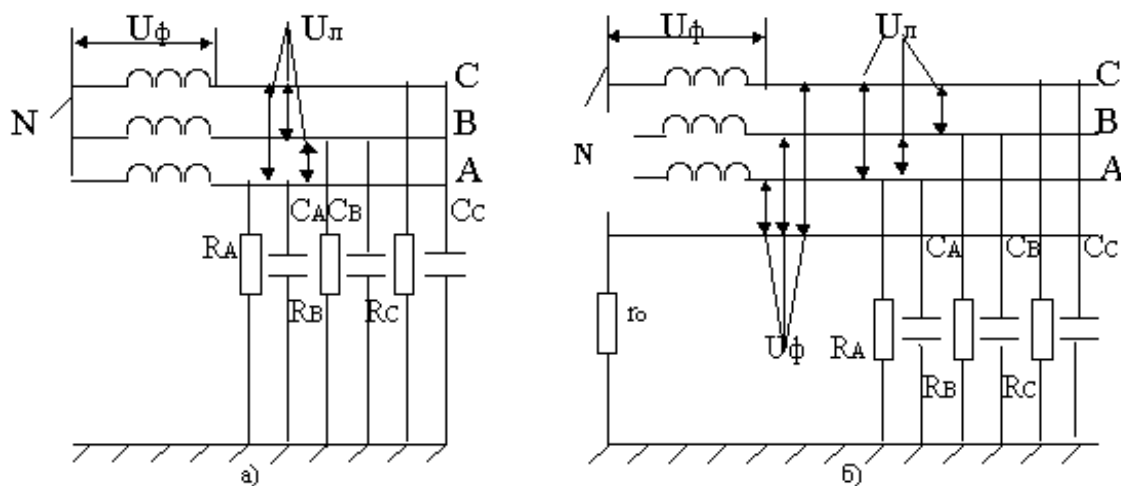 Uф Uл
C
N
B
A
CA CB CC
RA
RB RC
а)
Uф Uл
C
B
N
A
CA CB CC
r₀
Uф RA
RB RC
б)